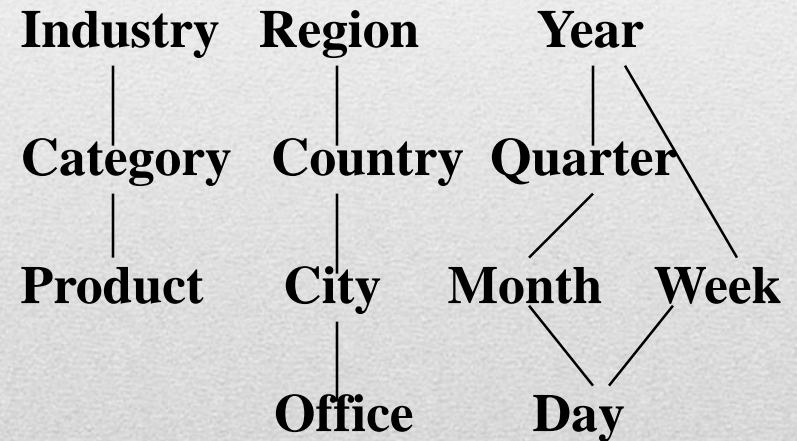 Industry Region Year
Category Country Quarter
Product City Month Week
Office Day